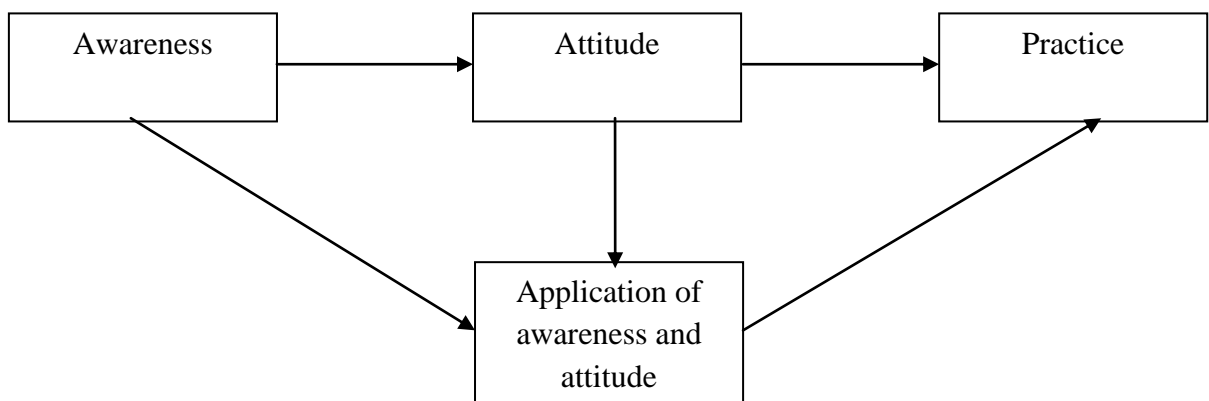 Awareness
Attitude
Practice
Application of
awareness and
attitude